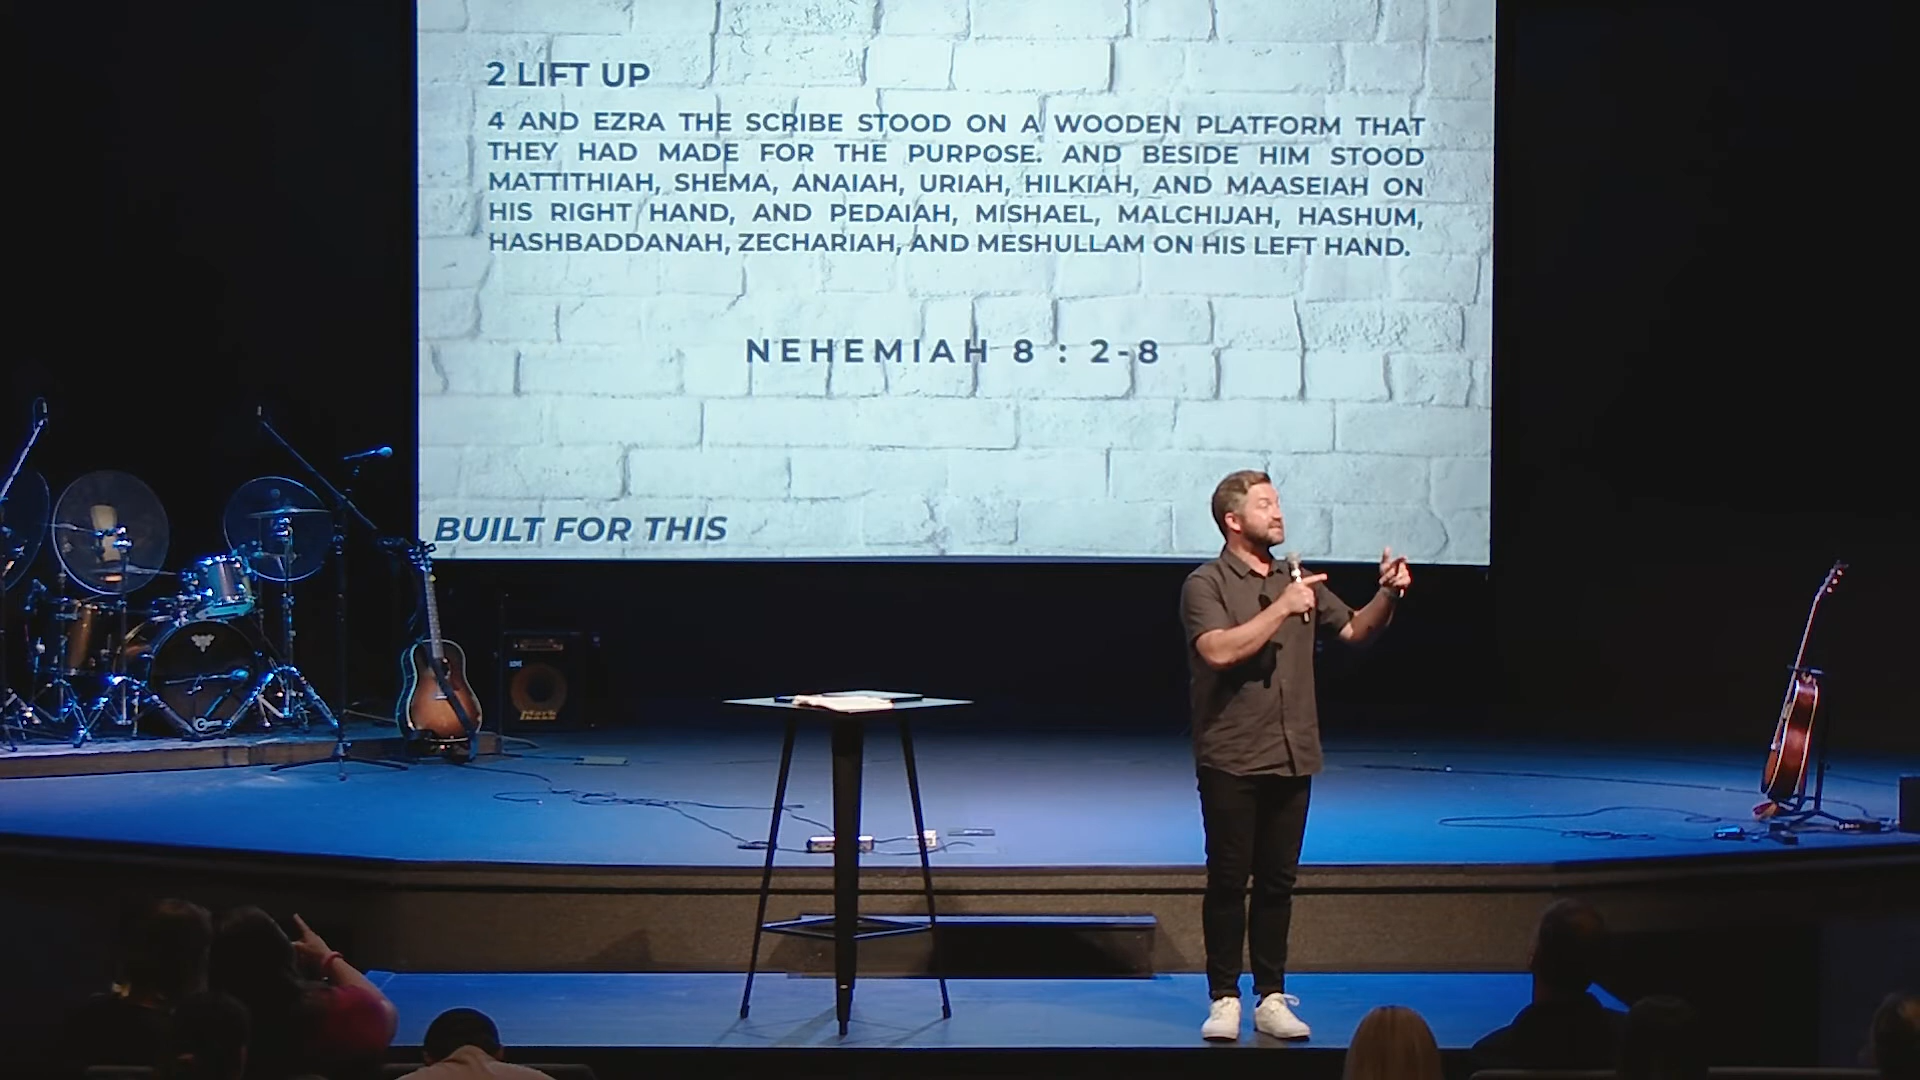 2 LIFT UP
4 AND EZRA THE SCRIBE STOOD ON A WOODEN PLATFORM THAT
THEY HAD MADE FOR THE PURPOSE. AND BESIDE HIM STOOD
MATTITHIAH, SHEMA, ANAIAH, URIAH, HILKIAH, AND MAASEIAH ON
HIS RIGHT HAND, AND PEDAIAH, MISHAEL, MALCHIJAH, HASHUM,
HASHBADDANAH, ZECHARIAH, AND MESHULLAM ON HIS LEFT HAND.
NEHEMIAH 8 : 2-8
BUILT FOR THIS